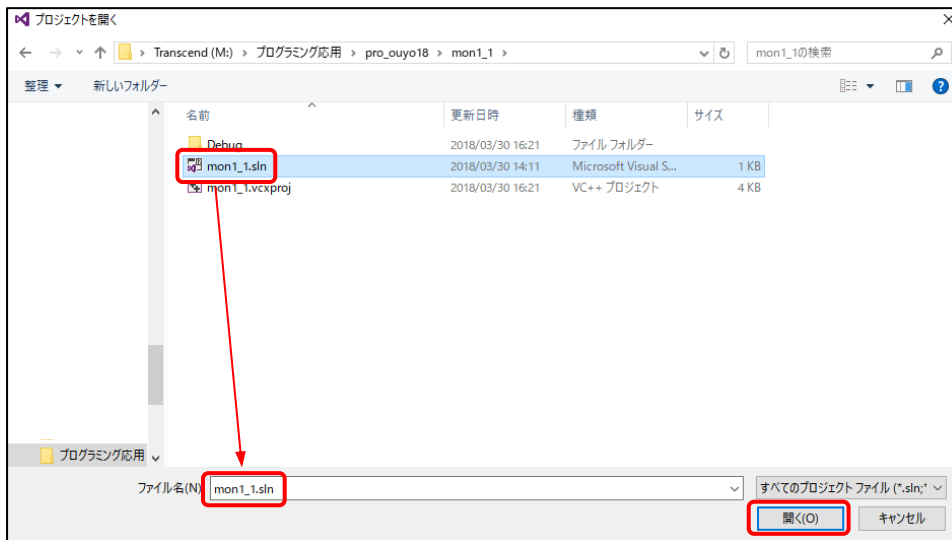 プロジェクトを開く
Transcend (M:) › プログラミング応用 › pro_ouyo18 › mon1_1 ›
mon1_1の検索
整理 新しいフォルダー
名前 更新日時 種類 サイズ
Debug 2018/03/30 16:21 ファイル フォルダー
mon1_1.sln 2018/03/30 14:11 Microsoft Visual S... 1 KB
mon1_1.vcxproj 2018/03/30 16:21 VC++ プロジェクト 4 KB
プログラミング応用
ファイル名(N) mon1_1.sln すべてのプロジェクト ファイル (*.sln;*
開く(O) キャンセル